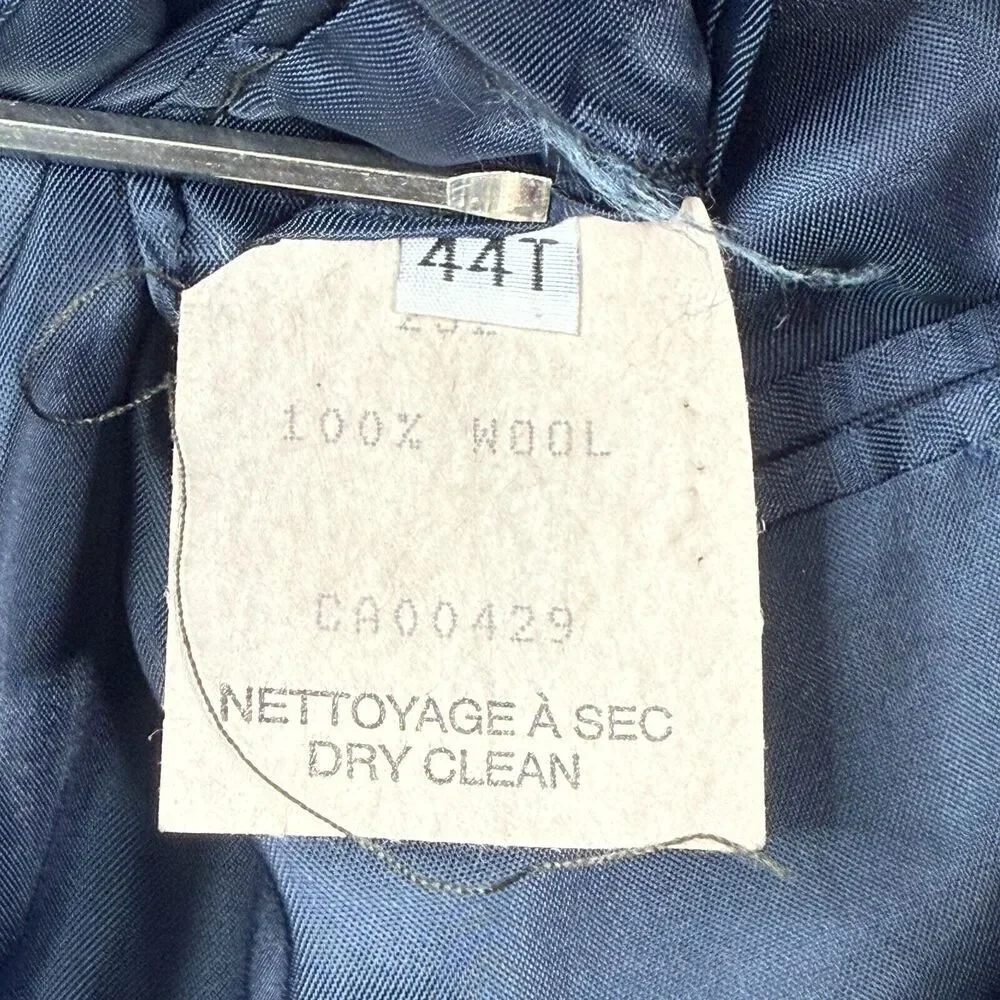 44T
100% WOOL
CA00429
NETTOYAGE À SEC
DRY CLEAN